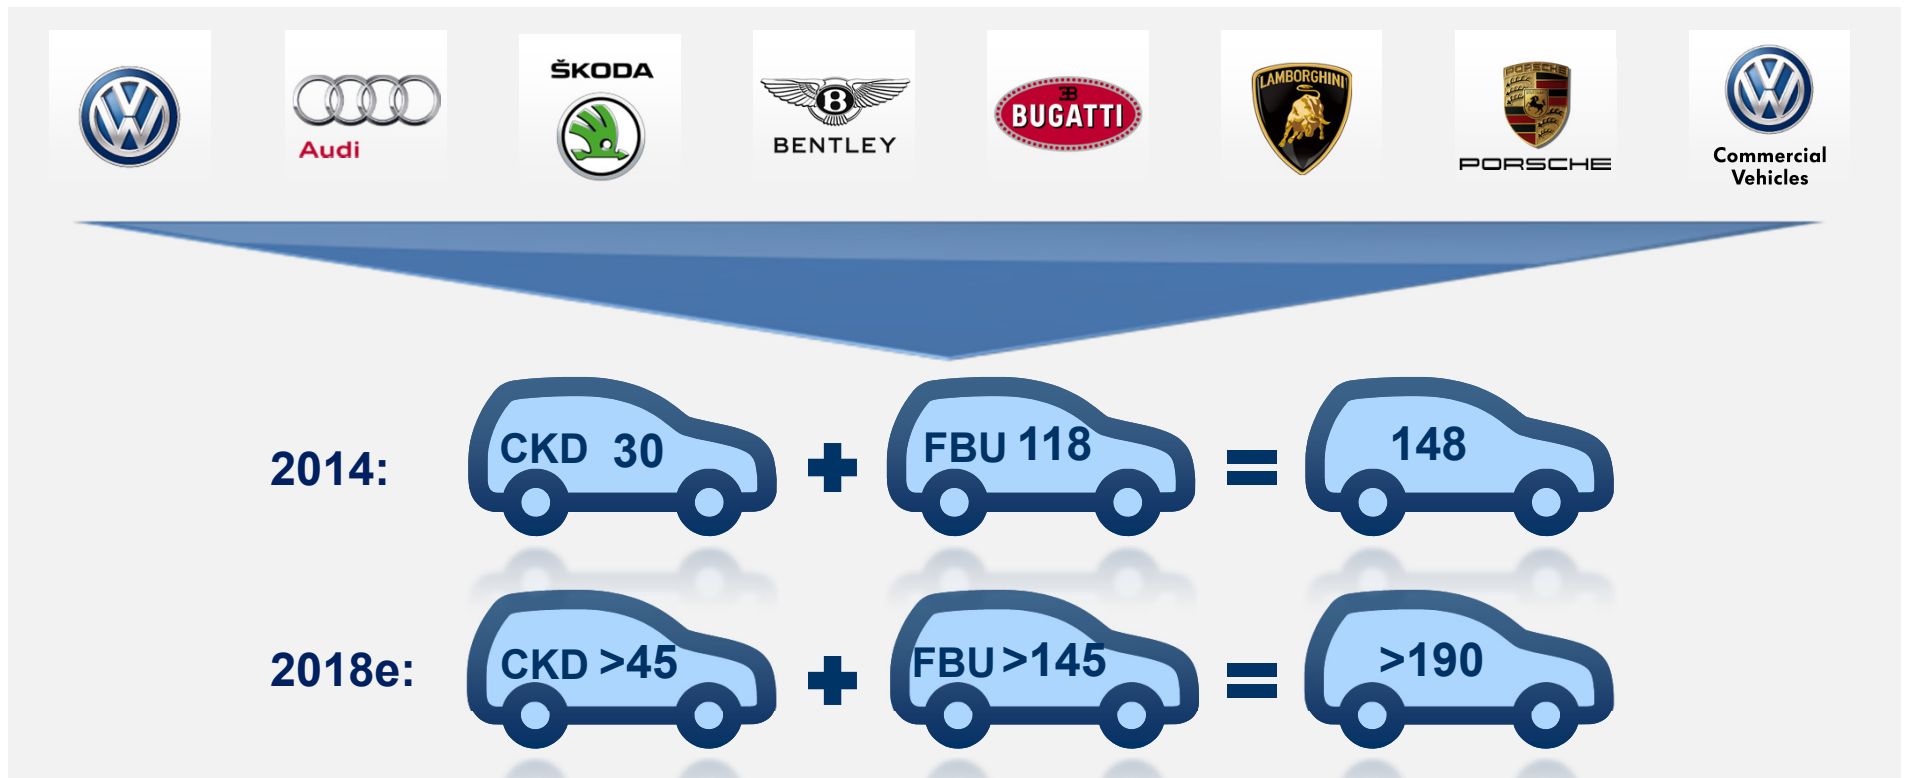 Audi
ŠKODA
BENTLEY
BUGATTI
LAMBORGHINI
PORSCHE
PORSCHE
Commercial
Vehicles
2014: CKD 30 + FBU 118 = 148
2018e: CKD >45 + FBU >145 = >190